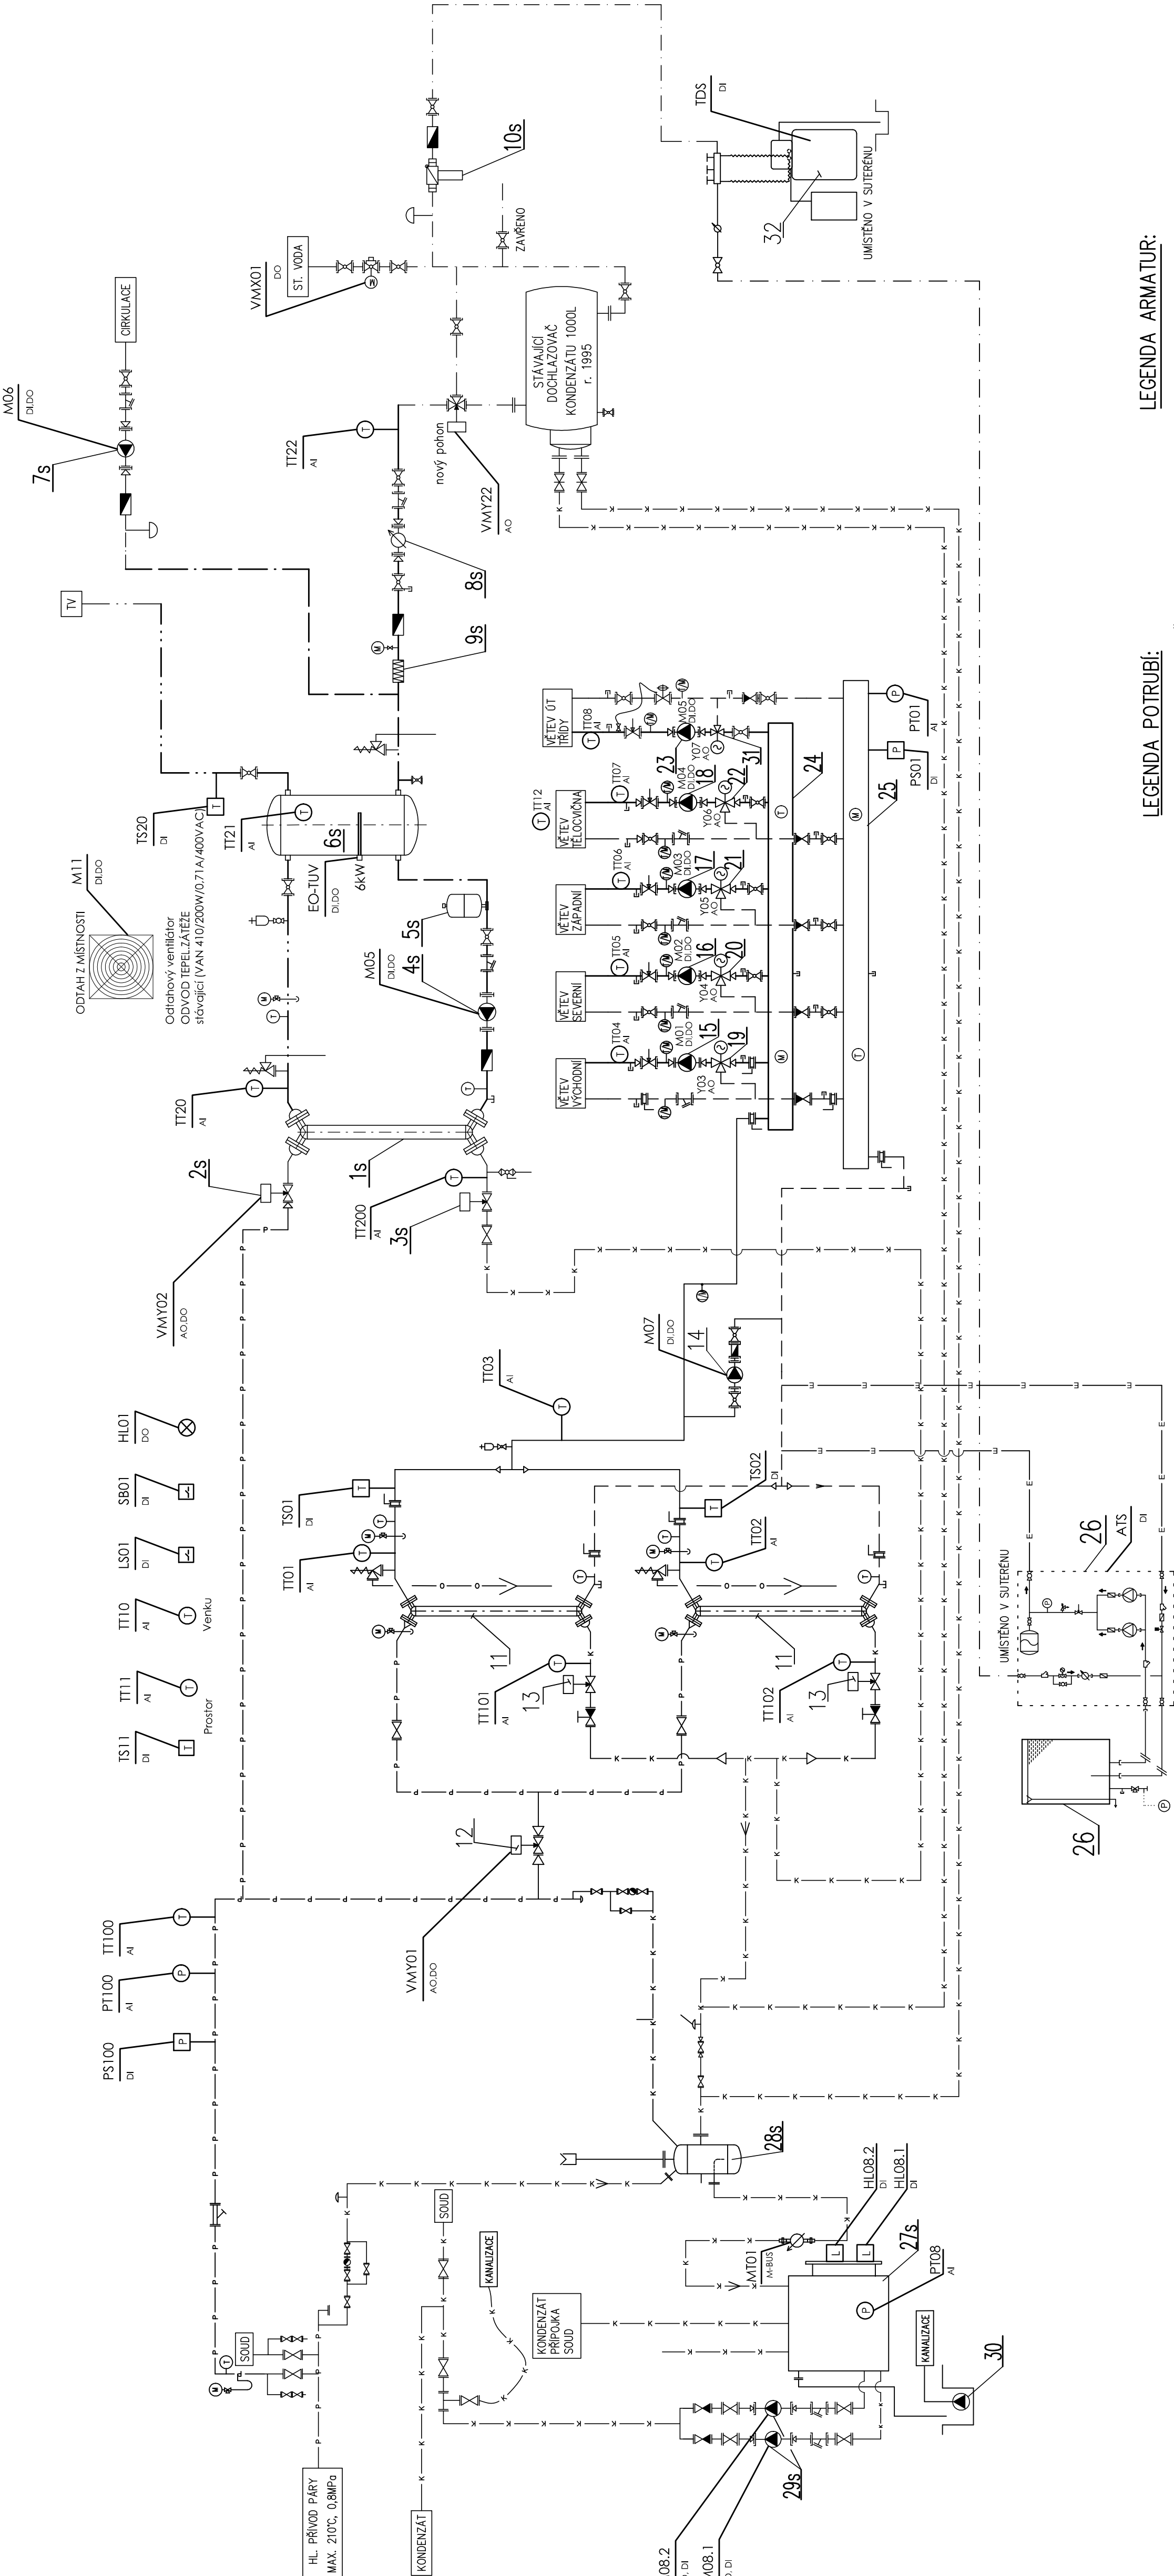 M06
DI.DO
7s
CIRKULACE
TV
VMX01
DO
ST. VODA
ZAVŘENO
10s
TDS
DI
32
UMÍSTĚNO V SUTERÉNU
STÁVAJÍCÍ
DOCHLAZOVAČ
KONDENZÁTU 1000L
r. 1995
TT22
AI
nový pohon
VMY22
AO
8s
9s
LEGENDA ARMATUR:
LEGENDA POTRUBÍ:
M11
DI.DO
ODTAH Z MÍSTNOSTI
Odtahový ventilátor
ODVOD TEPEL.ZÁTĚŽE
stávající (VAN 410/200W/0.71A/400VAC)
TS20
DI
TT21
AI
6s
EO-TUV
DI.DO
6kW
5s
4s
M05
DI.DO
TT20
AI
2s
1s
TT200
AI
3s
VMY02
AO.DO
VĚTEV ÚT
TŘÍDY
TT08
AI
M05
DI.DO
23
Y07
AO
31
VĚTEV
TĚLOCVIČNA
TT12
AI
TT07
AI
M04
DI.DO
18
Y06
AO
22
VĚTEV
ZÁPADNÍ
TT06
AI
M03
DI.DO
17
Y05
AO
21
VĚTEV
SEVERNÍ
TT05
AI
M02
DI.DO
16
Y04
AO
20
VĚTEV
VÝCHODNÍ
TT04
AI
M01
DI.DO
15
Y03
AO
19
24
25
PT01
AI
PS01
DI
M07
DI.DO
14
TT03
AI
HL01
DO
SB01
DI
LS01
DI
TT10
AI
Venku
TT11
AI
TS11
DI
Prostor
TS01
DI
TT01
AI
11
TT101
AI
13
TS02
DI
TT02
AI
11
TT102
AI
13
UMÍSTĚNO V SUTERÉNU
26
ATS
DI
26
12
VMY01
AO.DO
TT100
AI
PT100
AI
PS100
DI
28s
HL08.2
DI
HL08.1
DI
MT01
M-BUS
27s
PT08
AI
SOUD
SOUD
KANALIZACE
KONDENZÁT
PŘÍPOJKA
SOUD
KANALIZACE
30
29s
HL. PŘÍVOD PÁRY
MAX. 210°C, 0,8MPa
KONDENZÁT